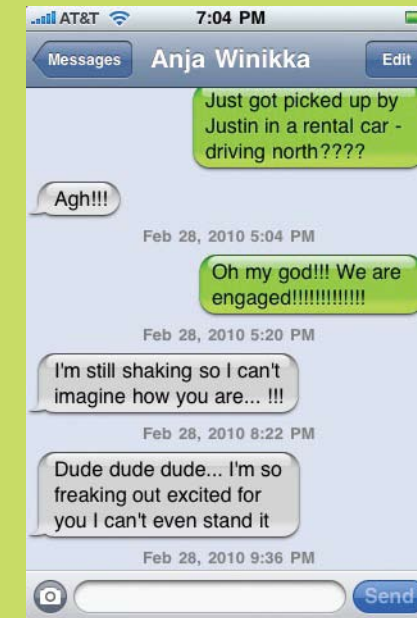 AT&T 7:04 PM
Messages Anja Winikka Edit
Just got picked up by
Justin in a rental car -
driving north????
Agh!!!
Feb 28, 2010 5:04 PM
Oh my god!!! We are
engaged!!!!!!!!!!!!!
Feb 28, 2010 5:20 PM
I'm still shaking so I can't
imagine how you are... !!!
Feb 28, 2010 8:22 PM
Dude dude dude... I'm so
freaking out excited for
you I can't even stand it
Feb 28, 2010 9:36 PM
Send